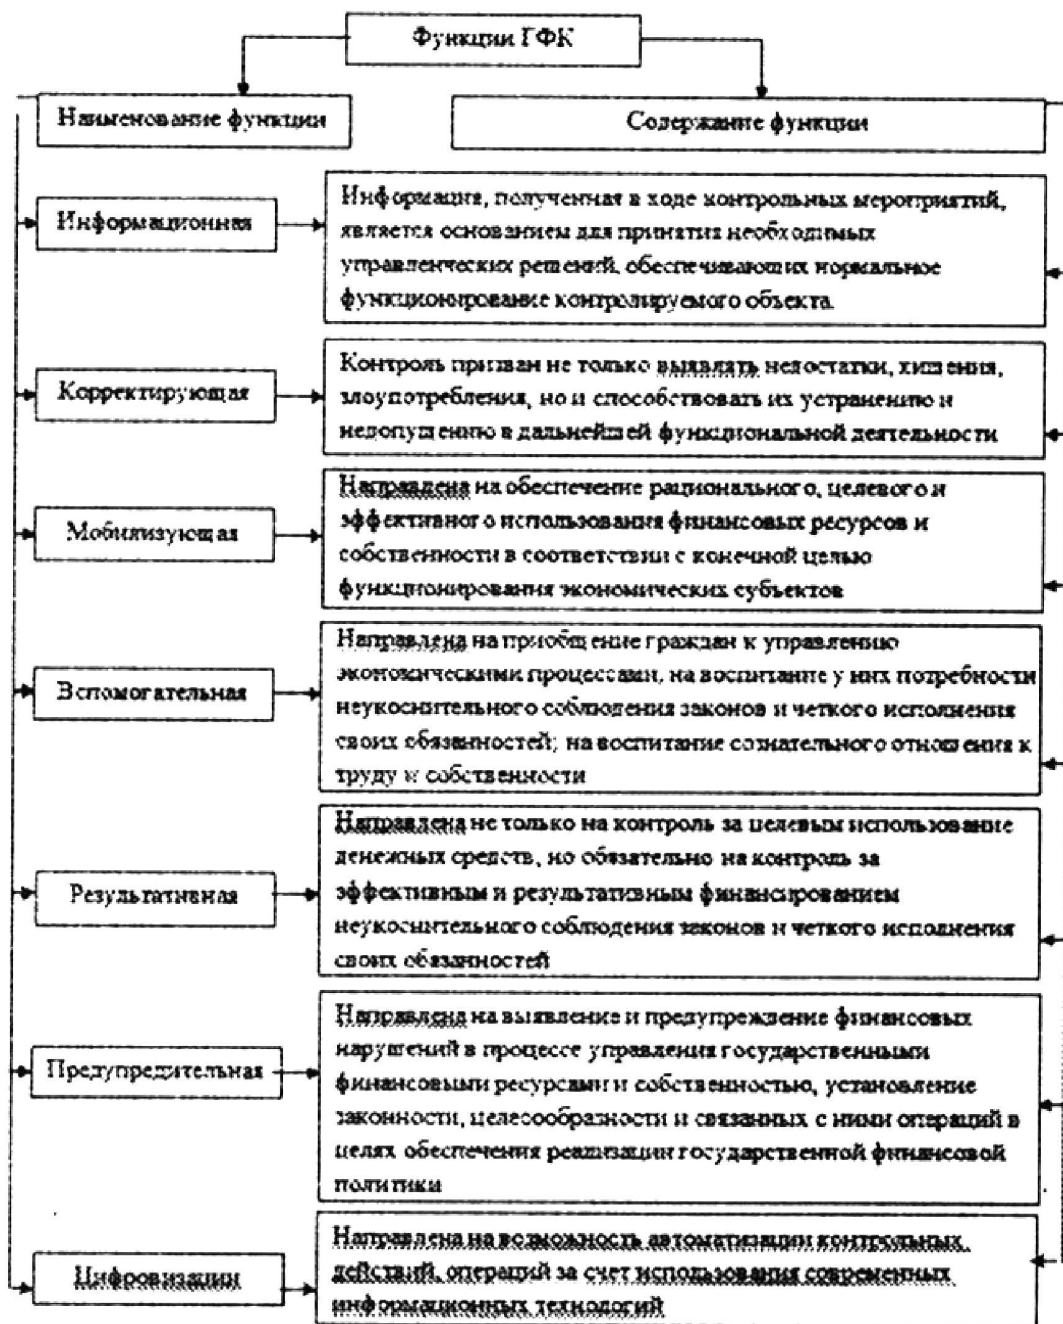 Функции ГФК
Наименование функции
Содержание функции
Информационная
Информация, полученная в ходе контрольных мероприятий,
является основанием для принятия необходимых
управленческих решений, обеспечивающих нормальное
функционирование контролируемого объекта.
Корректирующая
Контроль призван не только выявлять недостатки, хищения,
злоупотребления, но и способствовать их устранению и
недопущению в дальнейшей функциональной деятельности
Мобилизующая
Направлена на обеспечение рационального, целевого и
эффективного использования финансовых ресурсов и
собственности в соответствии с конечной целью
функционирования экономических субъектов
Вспомогательная
Направлена на приобщение граждан к управлению
экономическими процессами, на воспитание у них потребности
неукоснительного соблюдения законов и четкого исполнения
своих обязанностей; на воспитание сознательного отношения к
труду и собственности
Результативная
Направлена не только на контроль за целевым использование
денежных средств, но обязательно на контроль за
эффективным и результативным финансированием
неукоснительного соблюдения законов и четкого исполнения
своих обязанностей
Предупредительная
Направлена на выявление и предупреждение финансовых
нарушений в процессе управления государственными
финансовыми ресурсами и собственностью, установление
законности, целесообразности и связанных с ними операций в
целях обеспечения реализации государственной финансовой
политики
Цифровизации
Направлена на возможность автоматизации контрольных
действий, операций за счет использования современных
информационных технологий